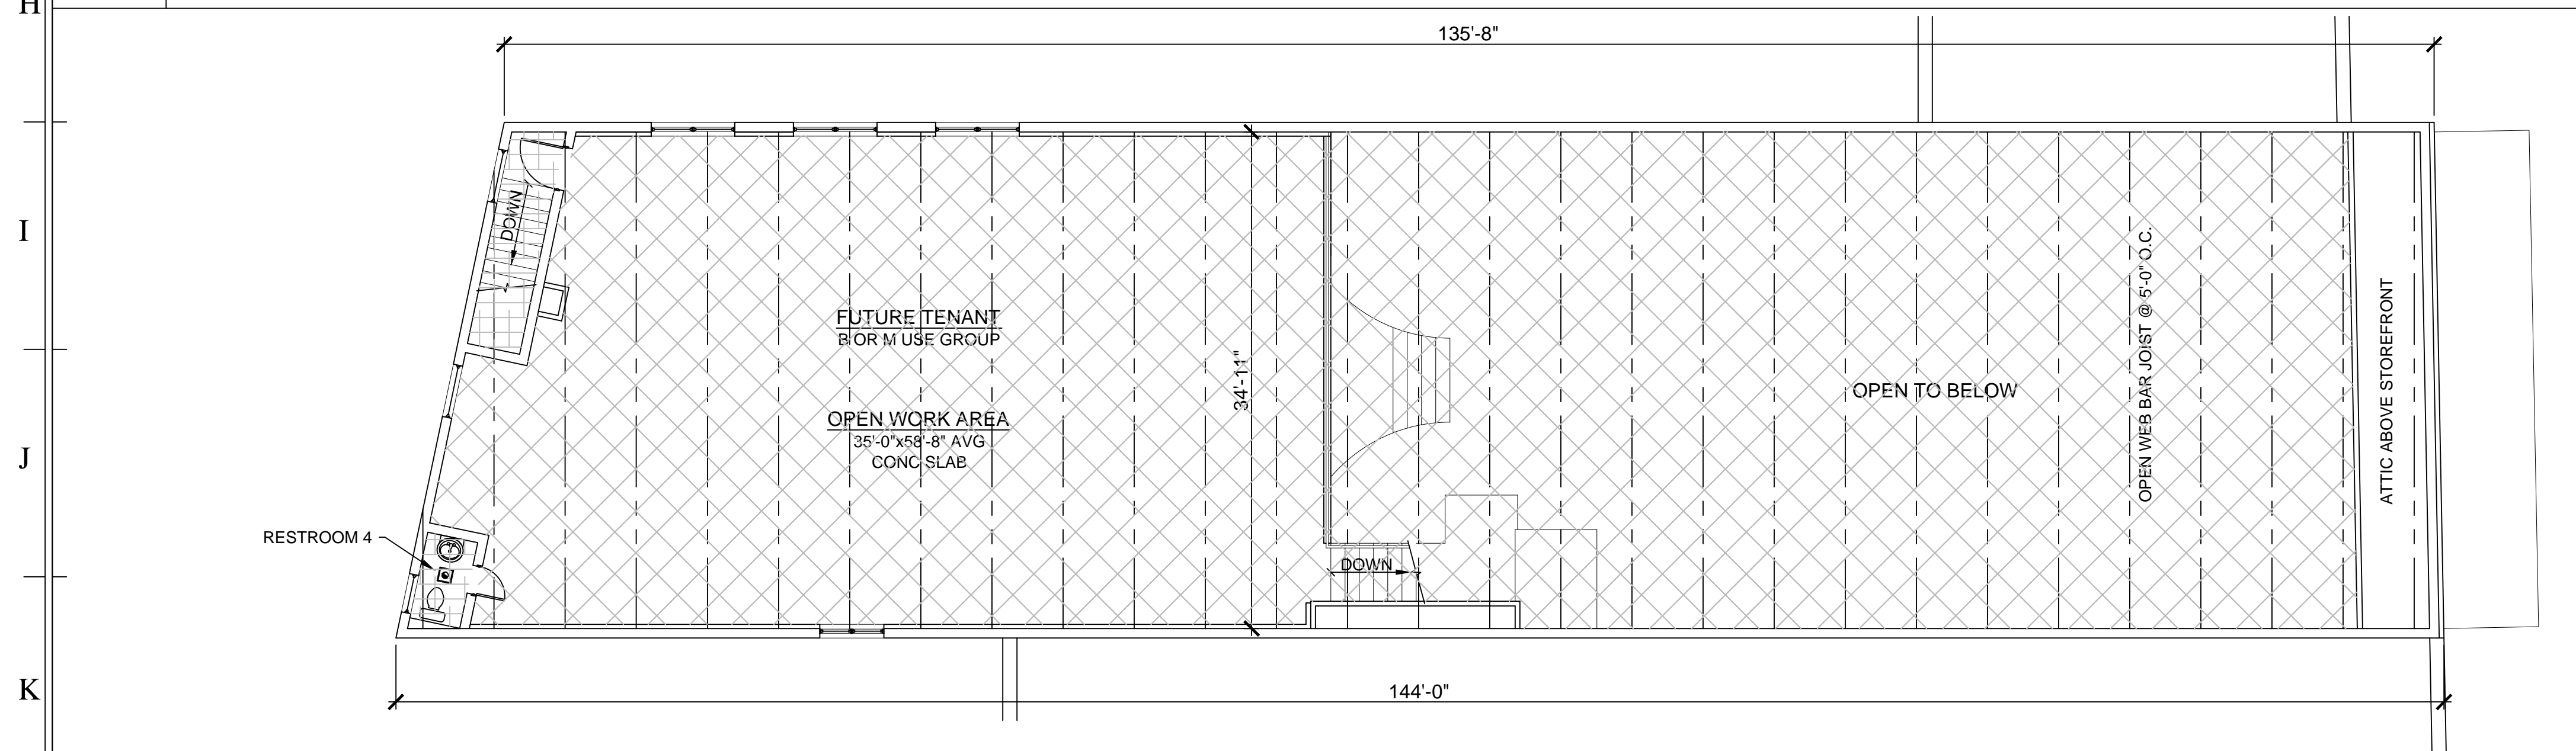 H
135'-8"
I
DOWN
FUTURE TENANT
B OR M USE GROUP
34'-11"
OPEN TO BELOW
OPEN WEB BAR JOIST @ 5'-0" O.C.
ATTIC ABOVE STOREFRONT
OPEN WORK AREA
35'-0"x58'-8" AVG
CONC SLAB
J
RESTROOM 4
DOWN
K
144'-0"